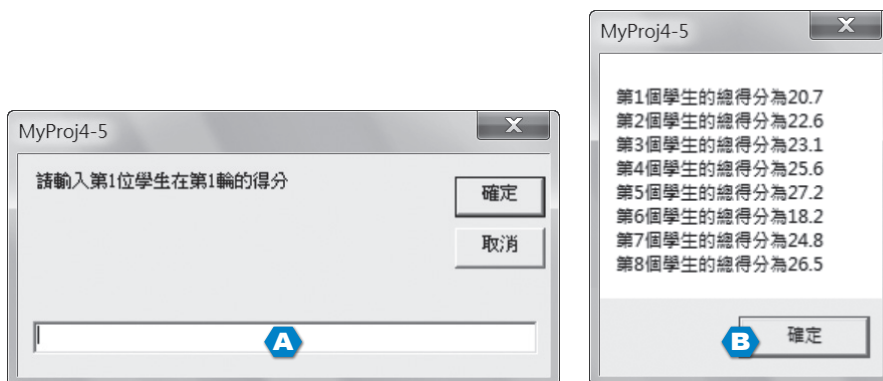 MyProj4-5
X
請輸入第1位學生在第1輪的得分
確定
取消
A
MyProj4-5
X
第1個學生的總得分為20.7
第2個學生的總得分為22.6
第3個學生的總得分為23.1
第4個學生的總得分為25.6
第5個學生的總得分為27.2
第6個學生的總得分為18.2
第7個學生的總得分為24.8
第8個學生的總得分為26.5
B
確定